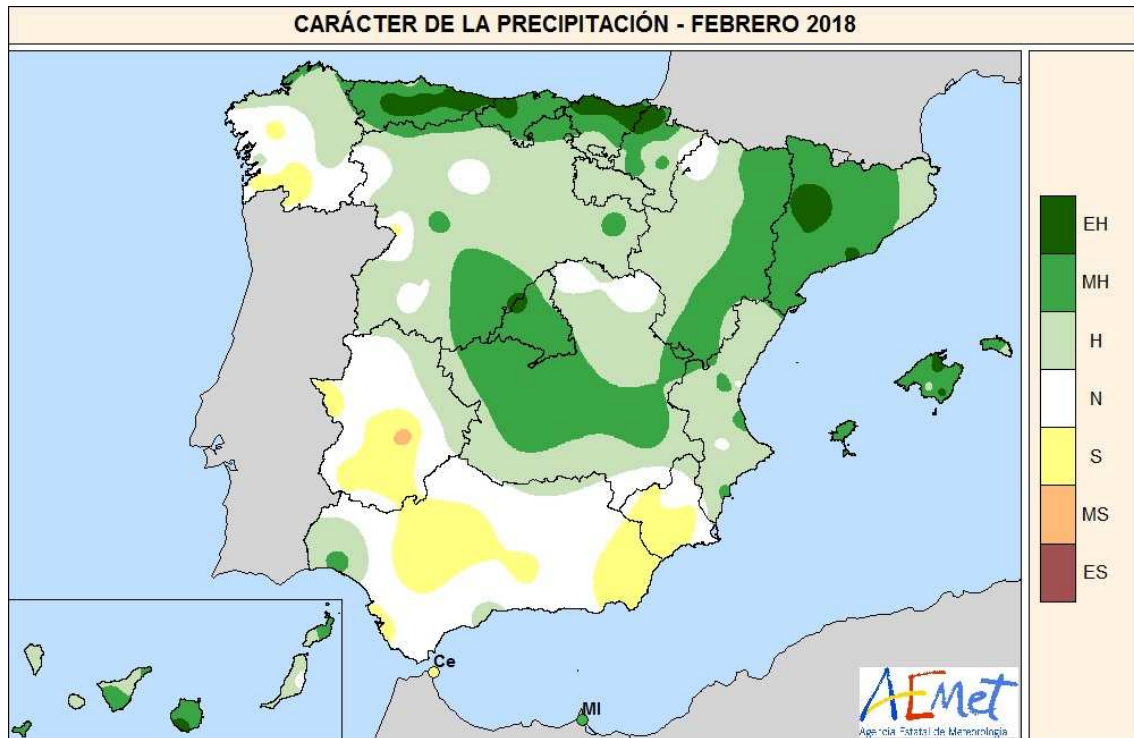 CARÁCTER DE LA PRECIPITACIÓN - FEBRERO 2018
EH
MH
H
N
S
MS
ES
Ce
Ml
AEMet
Agencia Estatal de Meteorología